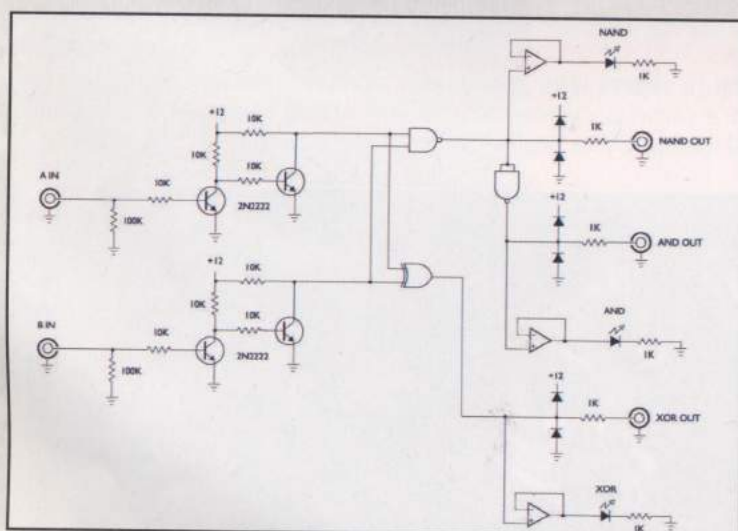 NAND
1K
+12
+12
10K
10K
1K
NAND OUT
A IN
10K
10K
2N2222
100K
+12
1K
AND OUT
+12
10K
10K
10K
AND
B IN
10K
2N2222
1K
100K
+12
1K
XOR OUT
XOR
1K